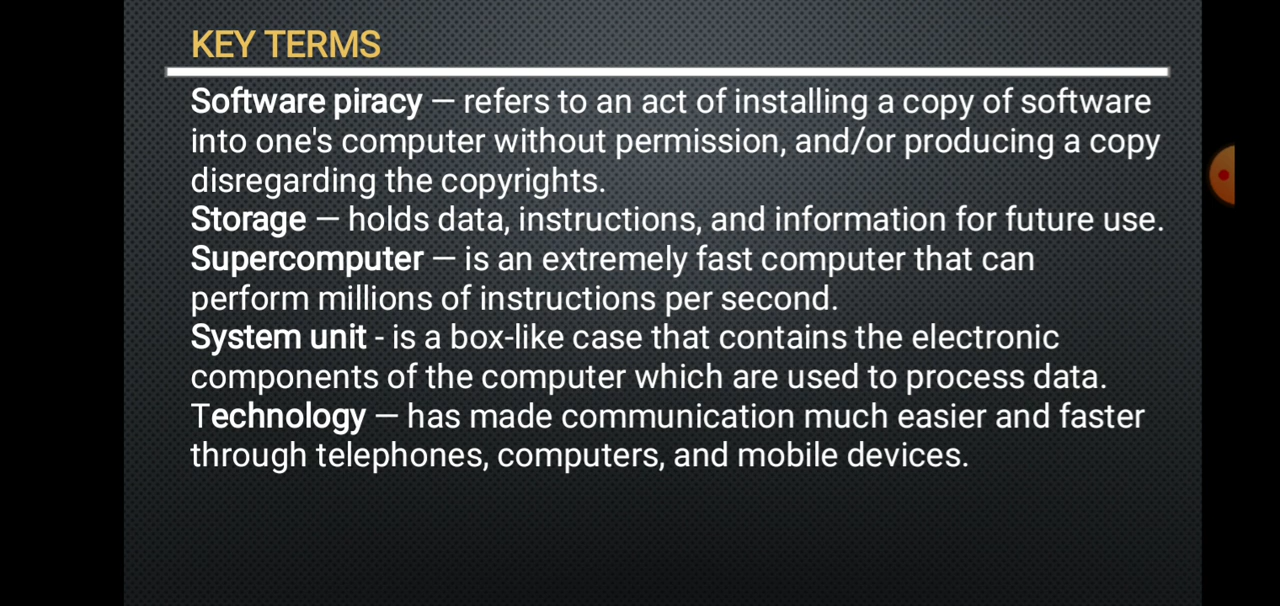 KEY TERMS
Software piracy — refers to an act of installing a copy of software
into one's computer without permission, and/or producing a copy
disregarding the copyrights.
Storage — holds data, instructions, and information for future use.
Supercomputer — is an extremely fast computer that can
perform millions of instructions per second.
System unit - is a box-like case that contains the electronic
components of the computer which are used to process data.
Technology — has made communication much easier and faster
through telephones, computers, and mobile devices.